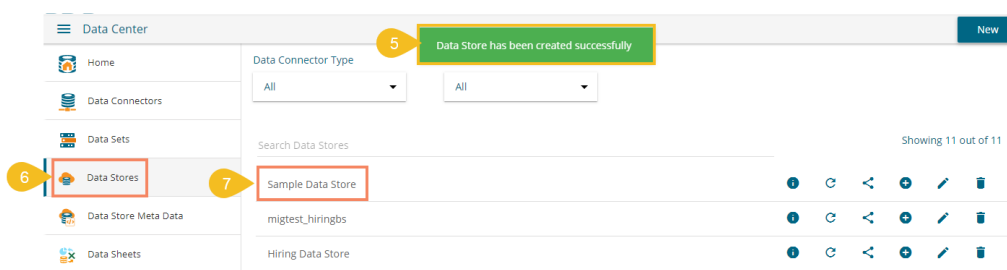 Data Center
New
5
Data Store has been created successfully
Home
Data Connector Type
All
All
Data Connectors
Data Sets
Search Data Stores
Showing 11 out of 11
6
Data Stores
7
Sample Data Store
Data Store Meta Data
migtest_hiringbs
Data Sheets
Hiring Data Store